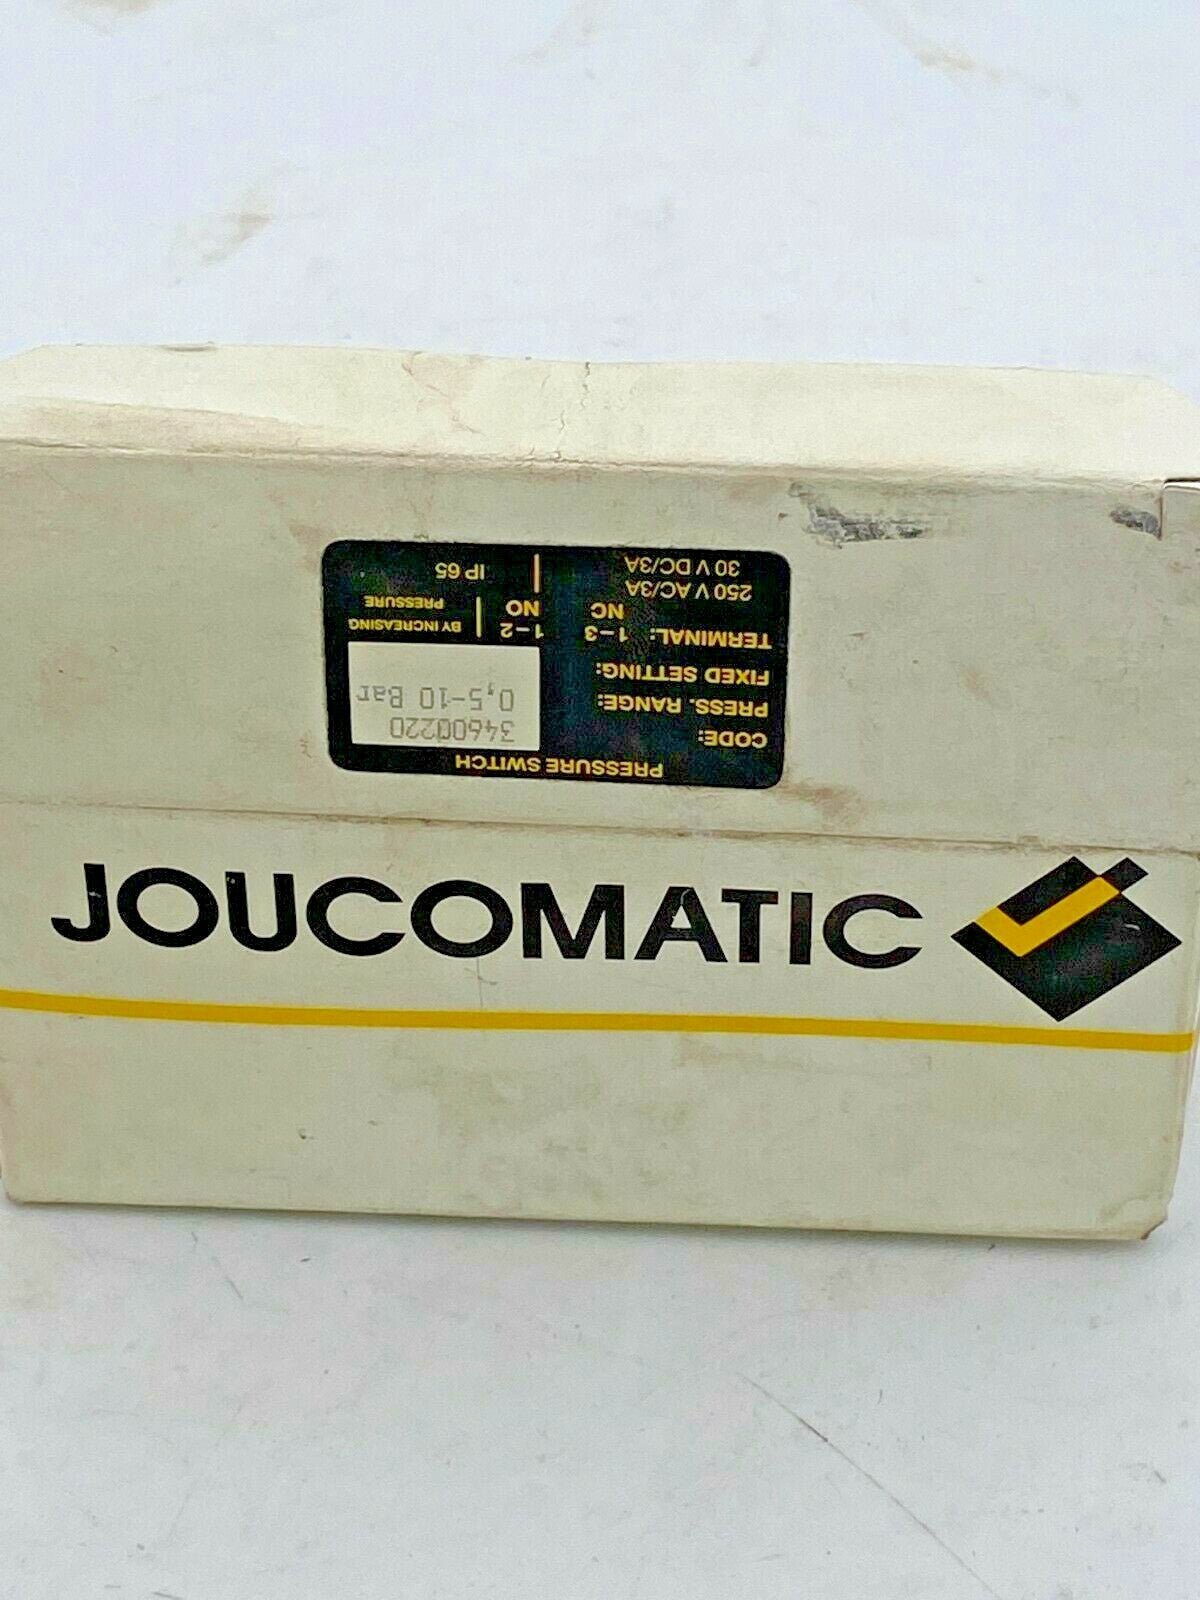 PRESSURE SWITCH
CODE: 34600220
PRESS. RANGE: 0,5-10 Bar
FIXED SETTING:
TERMINAL: 1-3 1-2 BY INCREASING
NC NO PRESSURE
250 V AC/3A IP 65
30 V DC/3A
JOUCOMATIC